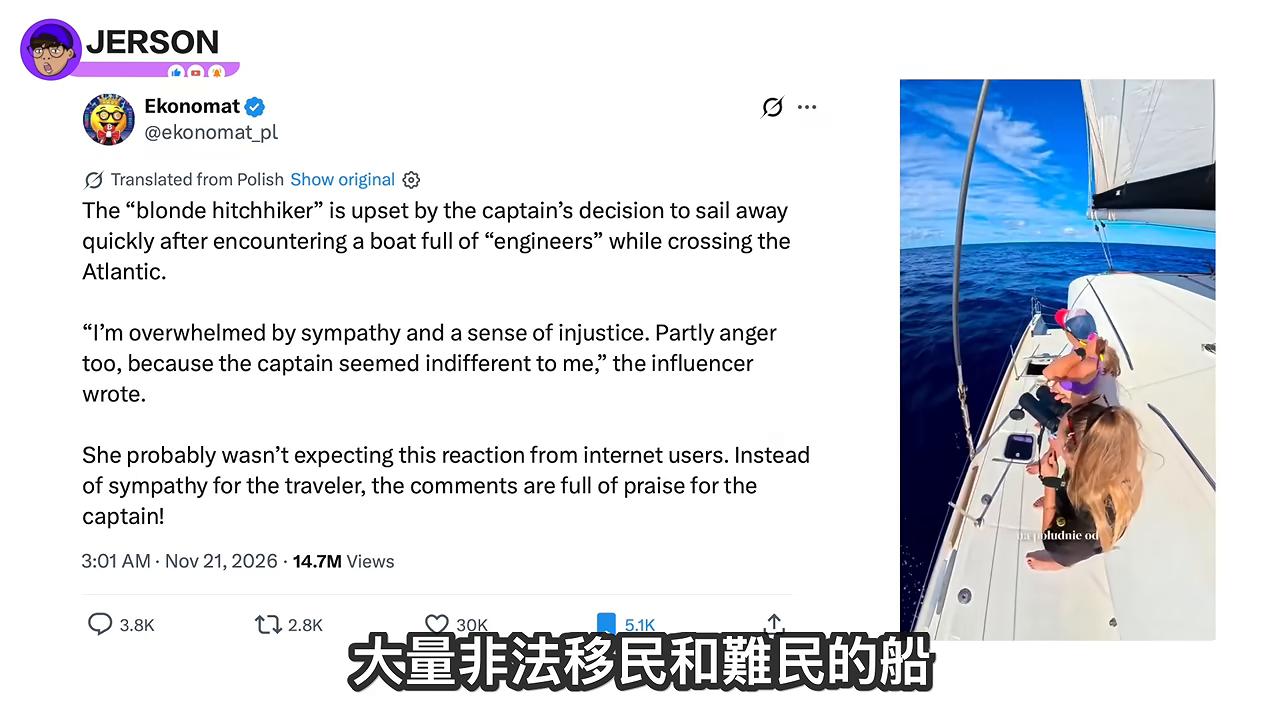 JERSON
Ekonomat
@ekonomat_pl
Translated from Polish Show original
The “blonde hitchhiker” is upset by the captain’s decision to sail away
quickly after encountering a boat full of “engineers” while crossing the
Atlantic.
“I’m overwhelmed by sympathy and a sense of injustice. Partly anger
too, because the captain seemed indifferent to me,” the influencer
wrote.
She probably wasn’t expecting this reaction from internet users. Instead
of sympathy for the traveler, the comments are full of praise for the
captain!
3:01 AM · Nov 21, 2026 · 14.7M Views
3.8K 2.8K 30K 5.1K
na południe od
大量非法移民和難民的船